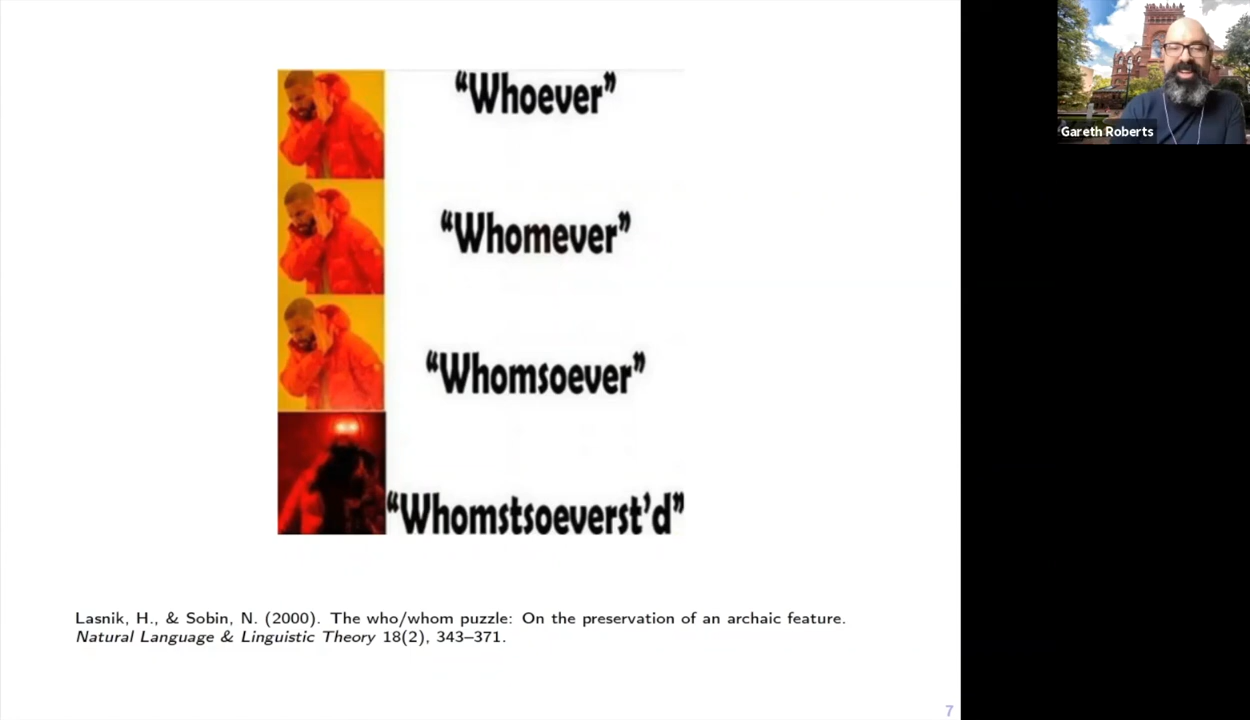 “Whoever”
“Whomever”
“Whomsoever”
“Whomstsoeverst’d”
Lasnik, H., & Sobin, N. (2000). The who/whom puzzle: On the preservation of an archaic feature.
Natural Language & Linguistic Theory 18(2), 343–371.
7
Gareth Roberts